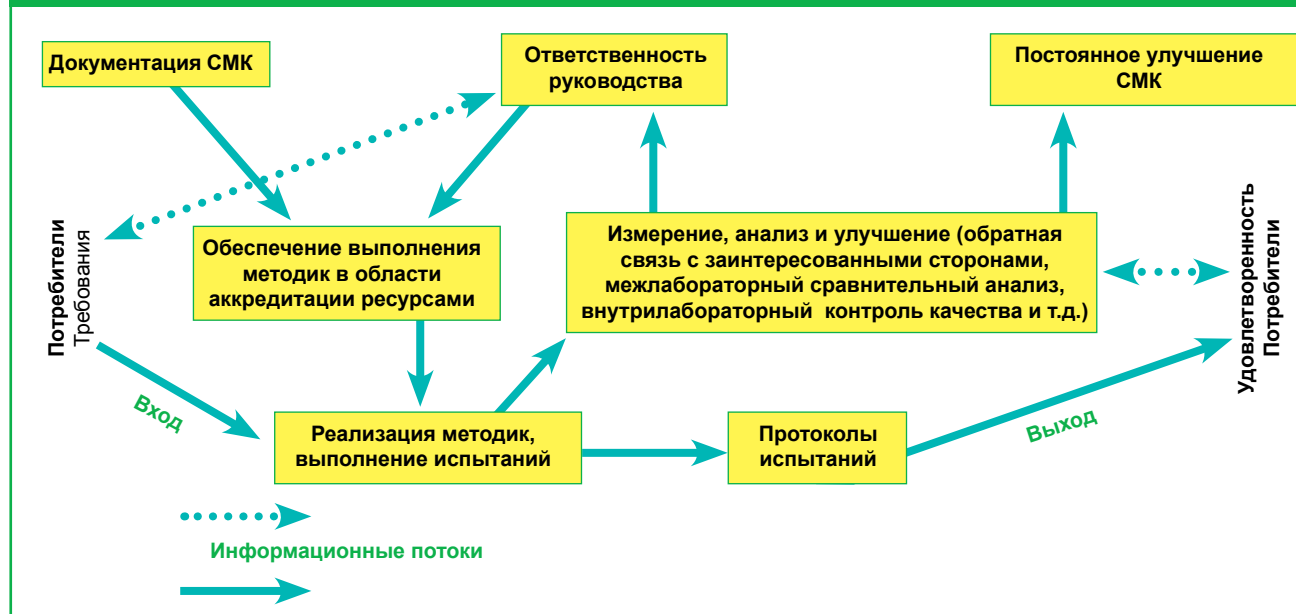 Документация СМК
Ответственность
руководства
Постоянное улучшение
СМК
Потребители
Требования
Обеспечение выполнения
методик в области
аккредитации ресурсами
Измерение, анализ и улучшение (обратная
связь с заинтересованными сторонами,
межлабораторный сравнительный анализ,
внутрилабораторный контроль качества и т.д.)
Удовлетворенность
Потребители
Вход
Реализация методик,
выполнение испытаний
Протоколы
испытаний
Выход
Информационные потоки